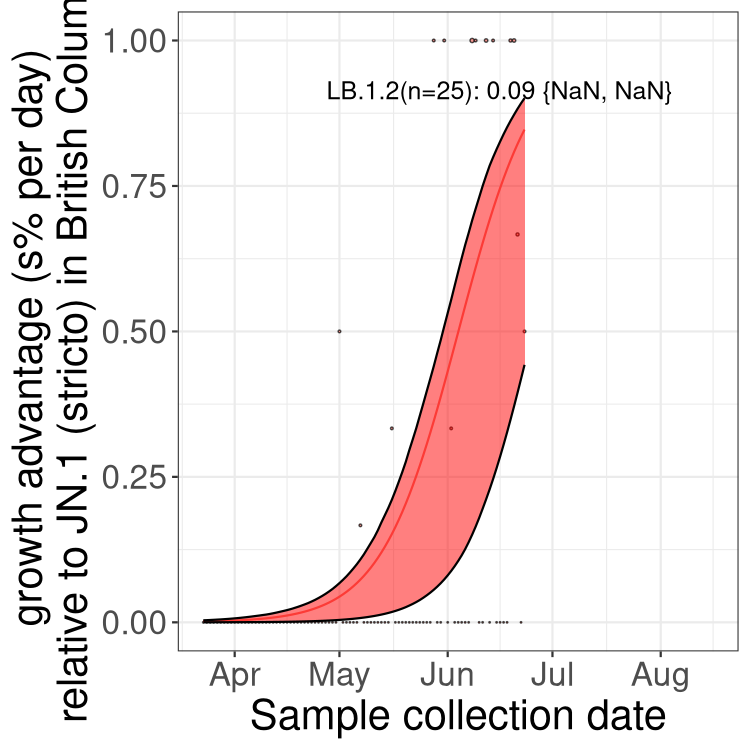 growth advantage (s% per day)
relative to JN.1 (stricto) in British Colum
1.00
0.75
0.50
0.25
0.00
LB.1.2(n=25): 0.09 {NaN, NaN}
Apr May Jun Jul Aug
Sample collection date